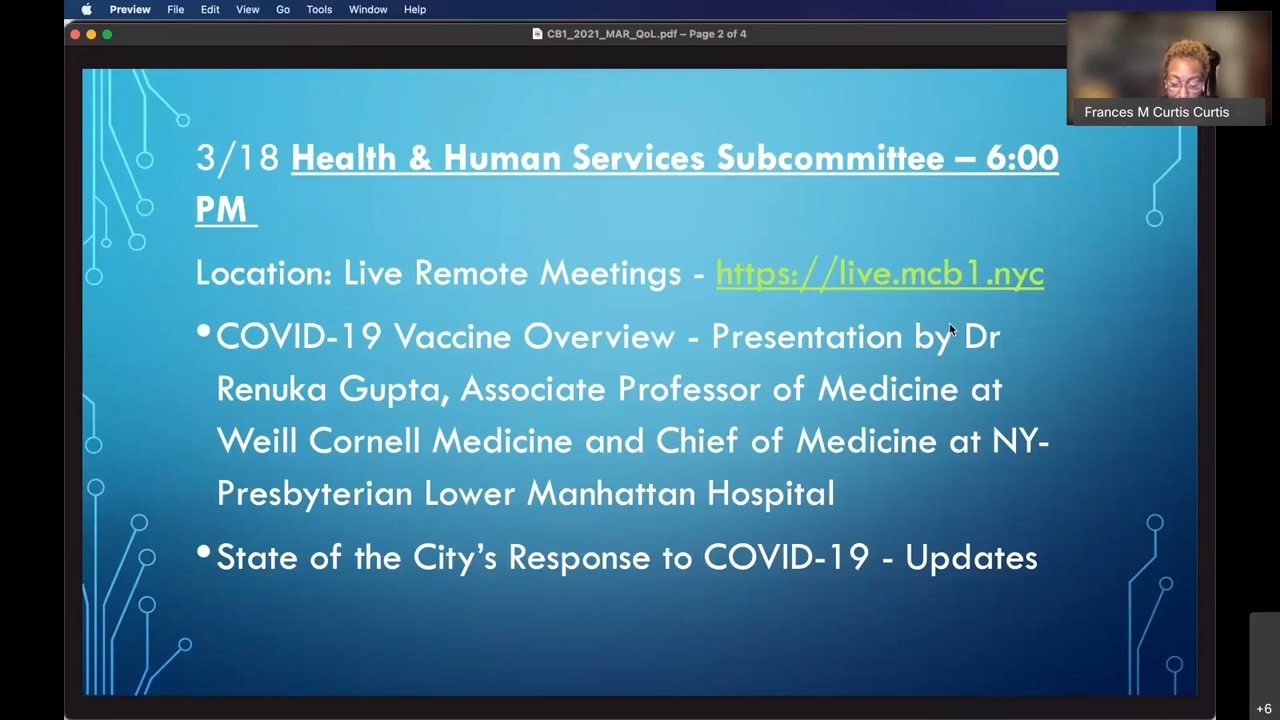 Preview File Edit View Go Tools Window Help
CB1_2021_MAR_QoL.pdf – Page 2 of 4
Frances M Curtis Curtis
3/18 Health & Human Services Subcommittee – 6:00
PM
Location: Live Remote Meetings - https://live.mcb1.nyc
•COVID-19 Vaccine Overview - Presentation by Dr
Renuka Gupta, Associate Professor of Medicine at
Weill Cornell Medicine and Chief of Medicine at NY-
Presbyterian Lower Manhattan Hospital
•State of the City’s Response to COVID-19 - Updates
+6